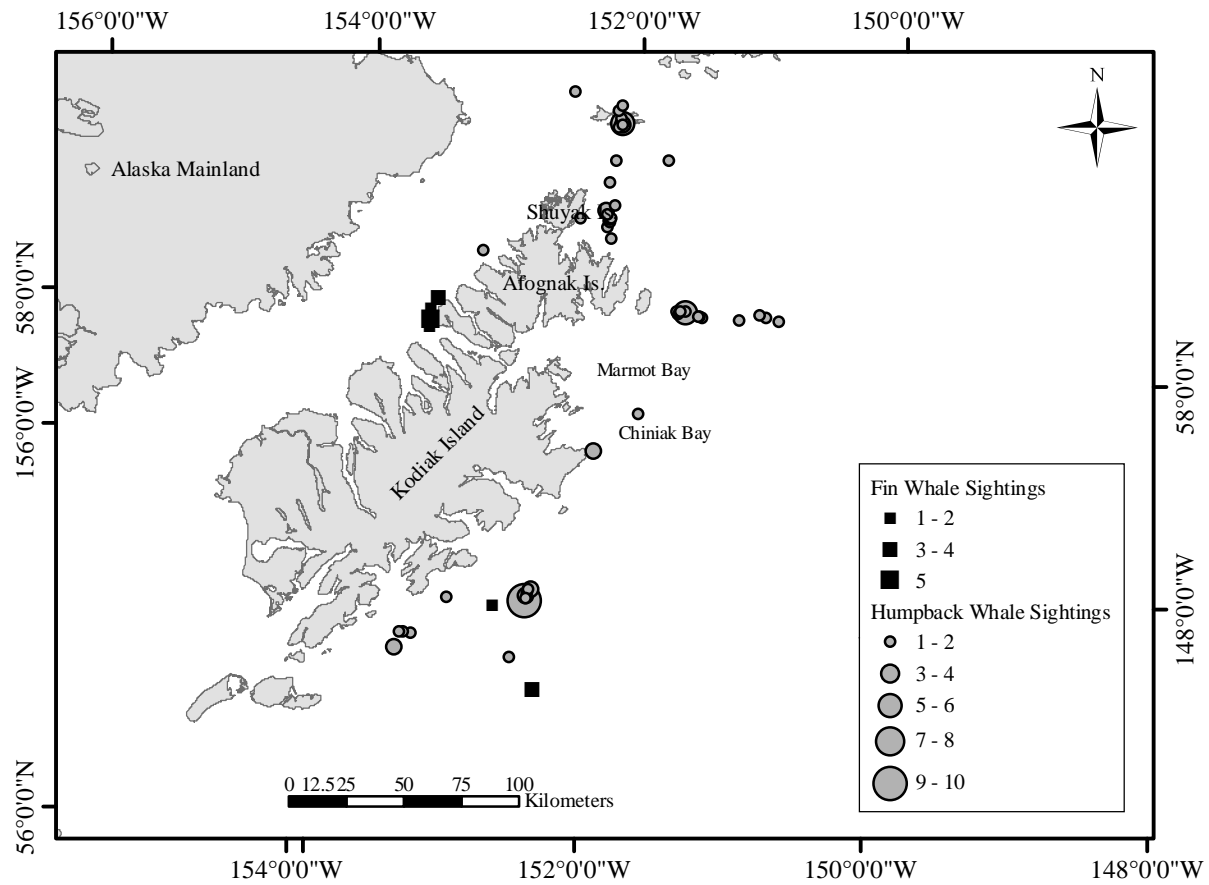 156°0'0"W 154°0'0"W 152°0'0"W 150°0'0"W
N
Alaska Mainland
Shuyak Is.
58°0'0"N
Afognak Is.
Marmot Bay
58°0'0"N
156°0'0"W
Chiniak Bay
Kodiak Island
Fin Whale Sightings
1 - 2
3 - 4
5
Humpback Whale Sightings
1 - 2
3 - 4
5 - 6
7 - 8
9 - 10
148°0'0"W
0 12.5 25 50 75 100
Kilometers
56°0'0"N
154°0'0"W 152°0'0"W 150°0'0"W 148°0'0"W